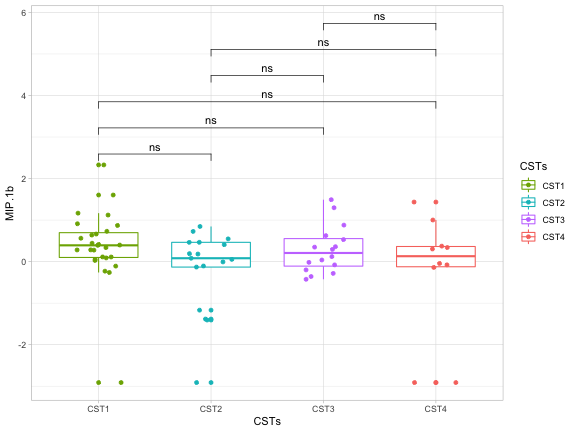 6
ns
ns
ns
4
ns
ns
ns
2
0
-2
MIP.1b
CST1 CST2 CST3 CST4
CSTs
CSTs
CST1
CST2
CST3
CST4